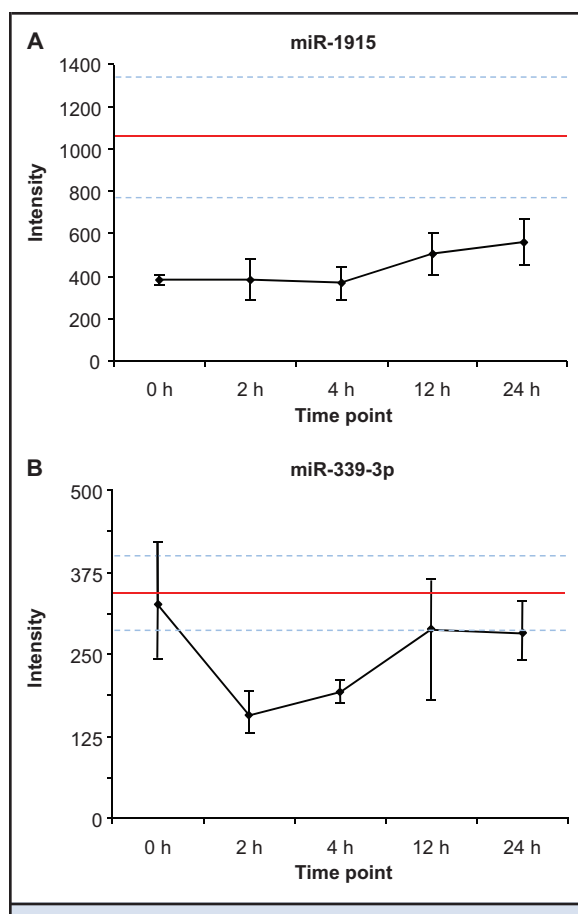 A
miR-1915
1400
1200
1000
800
600
400
200
0
Intensity
0 h 2 h 4 h 12 h 24 h
Time point
B
miR-339-3p
500
375
250
125
0
Intensity
0 h 2 h 4 h 12 h 24 h
Time point